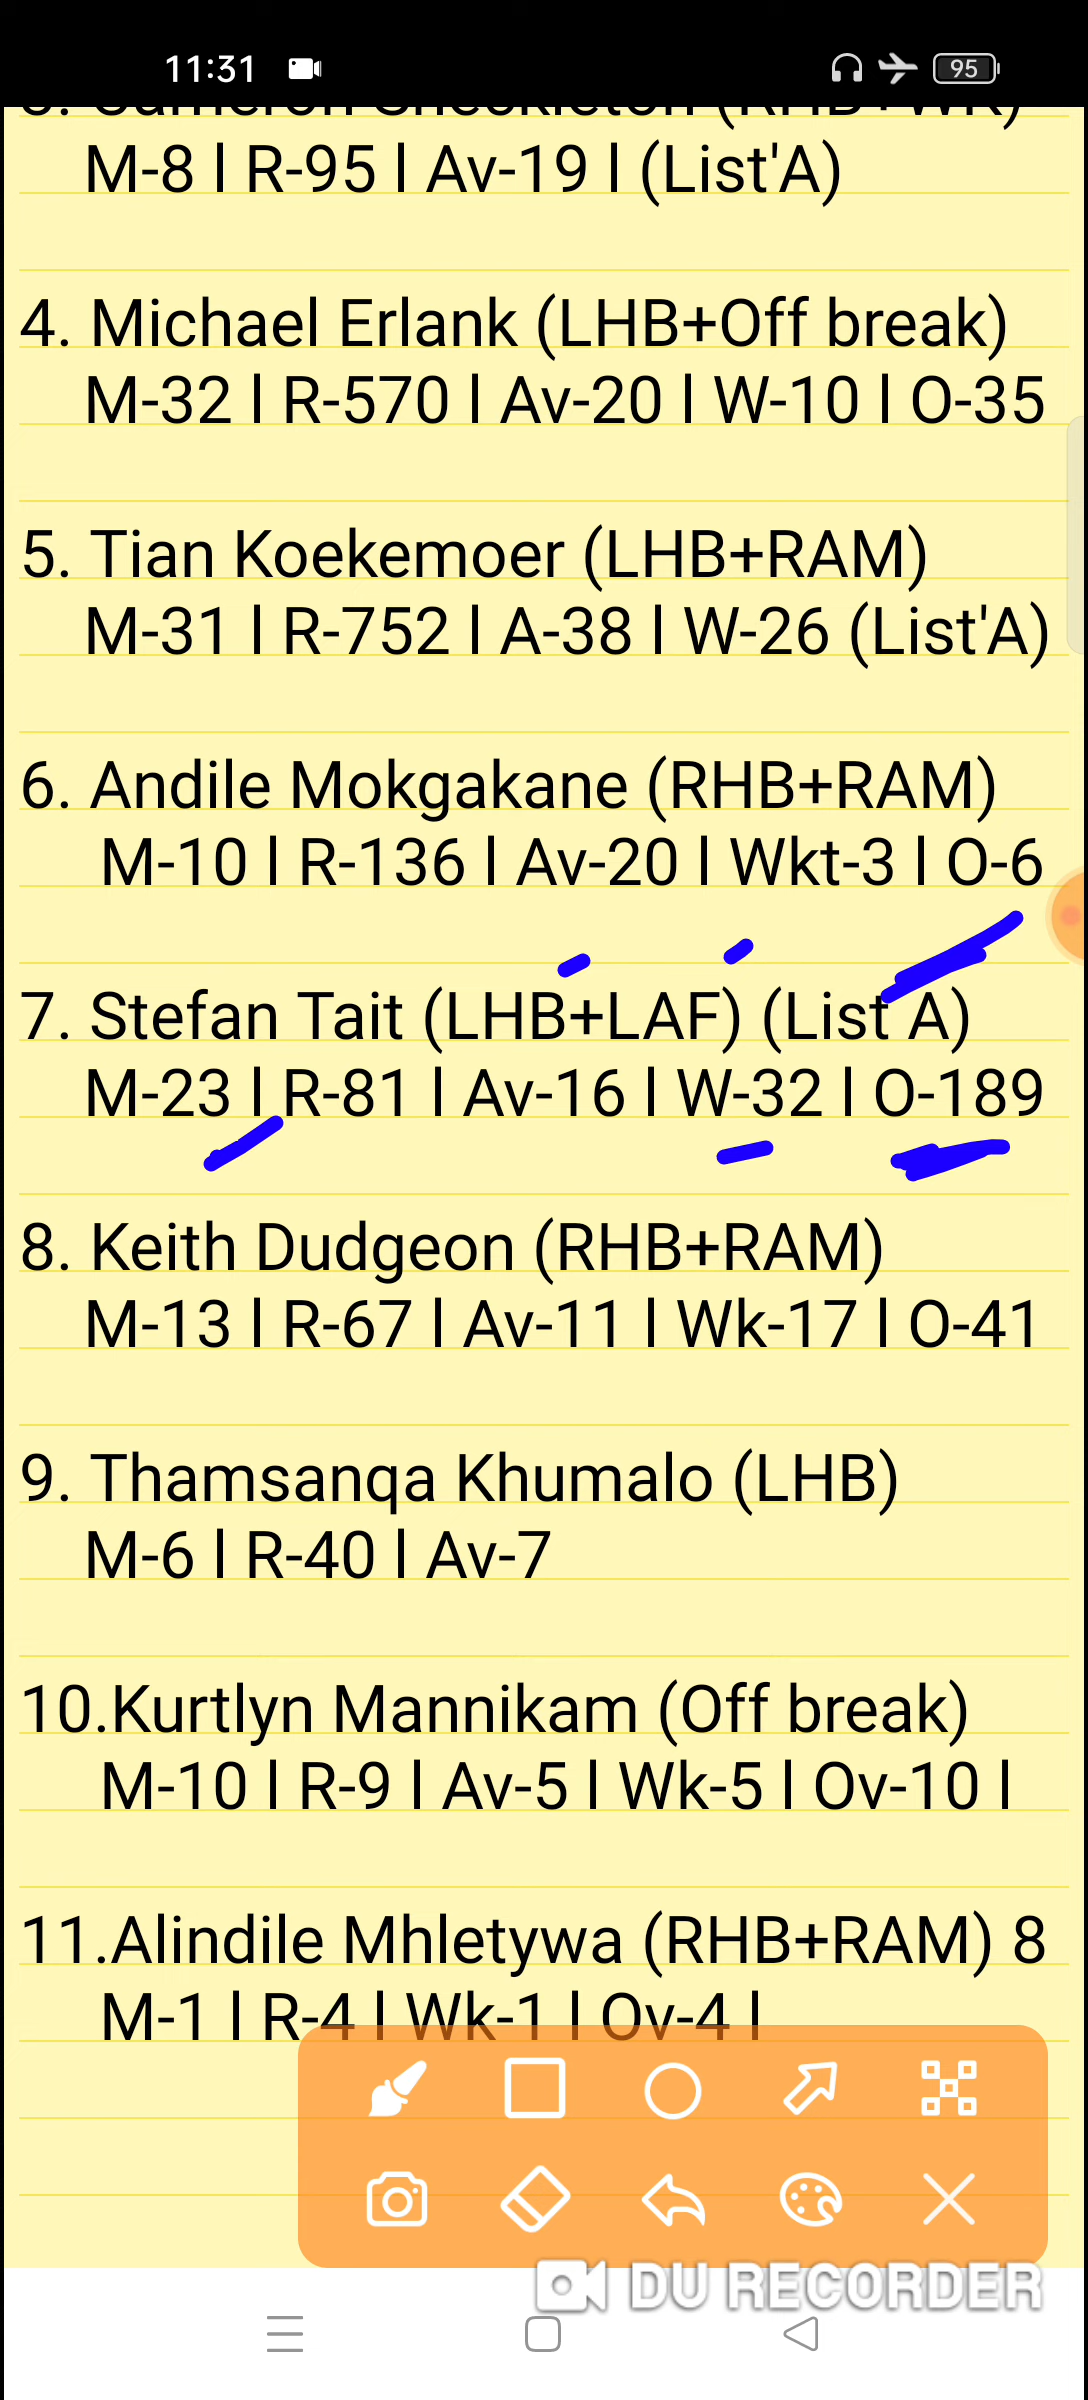 11:31
95
M-8 l R-95 l Av-19 l (List'A)
4. Michael Erlank (LHB+Off break)
M-32 l R-570 l Av-20 l W-10 l O-35
5. Tian Koekemoer (LHB+RAM)
M-31 l R-752 l A-38 l W-26 (List'A)
6. Andile Mokgakane (RHB+RAM)
M-10 l R-136 l Av-20 l Wkt-3 l O-6
7. Stefan Tait (LHB+LAF) (List A)
M-23 l R-81 l Av-16 l W-32 l O-189
8. Keith Dudgeon (RHB+RAM)
M-13 l R-67 l Av-11 l Wk-17 l O-41
9. Thamsanqa Khumalo (LHB)
M-6 l R-40 l Av-7
10.Kurtlyn Mannikam (Off break)
M-10 l R-9 l Av-5 l Wk-5 l Ov-10 l
11.Alindile Mhletywa (RHB+RAM) 8
M-1 l R-4 l Wk-1 l Ov-4 l
DU RECORDER